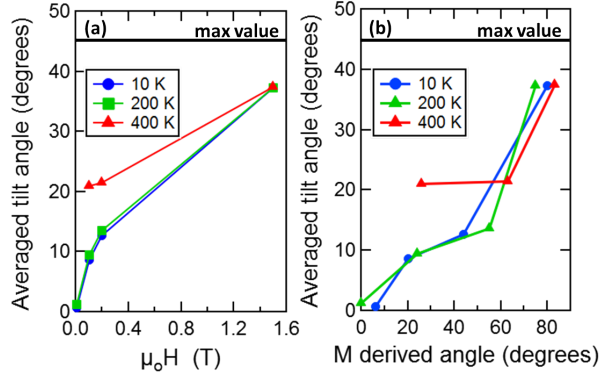 (a)
max value
10 K
200 K
400 K
Averaged tilt angle (degrees)
50
40
30
20
10
0
0.0
0.4
0.8
1.2
1.6
μoH (T)
(b)
max value
10 K
200 K
400 K
Averaged tilt angle (degrees)
50
40
30
20
10
0
0
20
40
60
80
M derived angle (degrees)